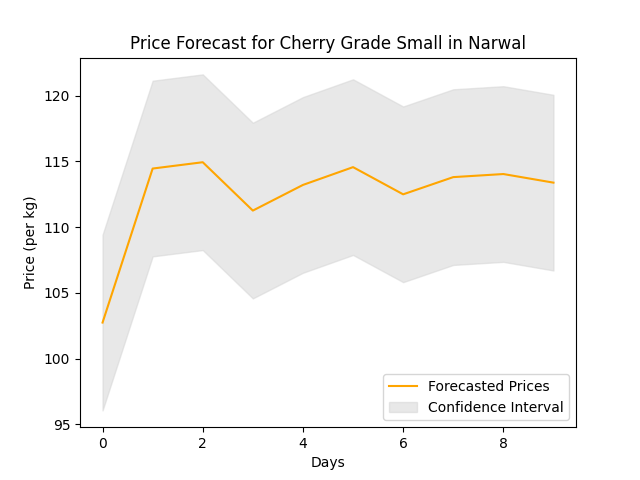 Price Forecast for Cherry Grade Small in Narwal
Price (per kg)
120
115
110
105
100
95
0 2 4 6 8
Days
Forecasted Prices
Confidence Interval